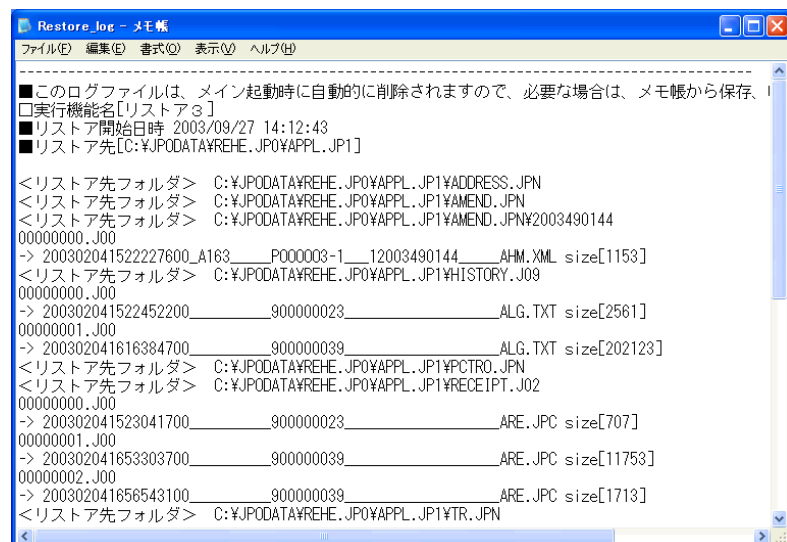 Restore_log - メモ帳
ファイル(F) 編集(E) 書式(O) 表示(V) ヘルプ(H)
--------------------------------------------------------------------------------
■このログファイルは、メイン起動時に自動的に削除されますので、必要な場合は、メモ帳から保存、
□実行機能名[リストア3]
■リストア開始日時 2003/09/27 14:12:43
■リストア先[C:¥JPODATA¥REHE.JP0¥APPL.JP1]
<リストア先フォルダ> C:¥JPODATA¥REHE.JP0¥APPL.JP1¥ADDRESS.JPN
<リストア先フォルダ> C:¥JPODATA¥REHE.JP0¥APPL.JP1¥AMEND.JPN
<リストア先フォルダ> C:¥JPODATA¥REHE.JP0¥APPL.JP1¥AMEND.JPN¥2003490144
00000000.J00
-> 200302041522227600_A163_____P000003-1___12003490144_____AHM.XML size[1153]
<リストア先フォルダ> C:¥JPODATA¥REHE.JP0¥APPL.JP1¥HISTORY.J09
00000000.J00
-> 200302041522452200__________900000023___________________ALG.TXT size[2561]
00000001.J00
-> 200302041616384700__________900000039___________________ALG.TXT size[202123]
<リストア先フォルダ> C:¥JPODATA¥REHE.JP0¥APPL.JP1¥PCTRO.JPN
<リストア先フォルダ> C:¥JPODATA¥REHE.JP0¥APPL.JP1¥RECEIPT.J02
00000000.J00
-> 200302041523041700__________900000023___________________ARE.JPC size[707]
00000001.J00
-> 200302041653303700__________900000039___________________ARE.JPC size[11753]
00000002.J00
-> 200302041656543100__________900000039___________________ARE.JPC size[1713]
<リストア先フォルダ> C:¥JPODATA¥REHE.JP0¥APPL.JP1¥TR.JPN